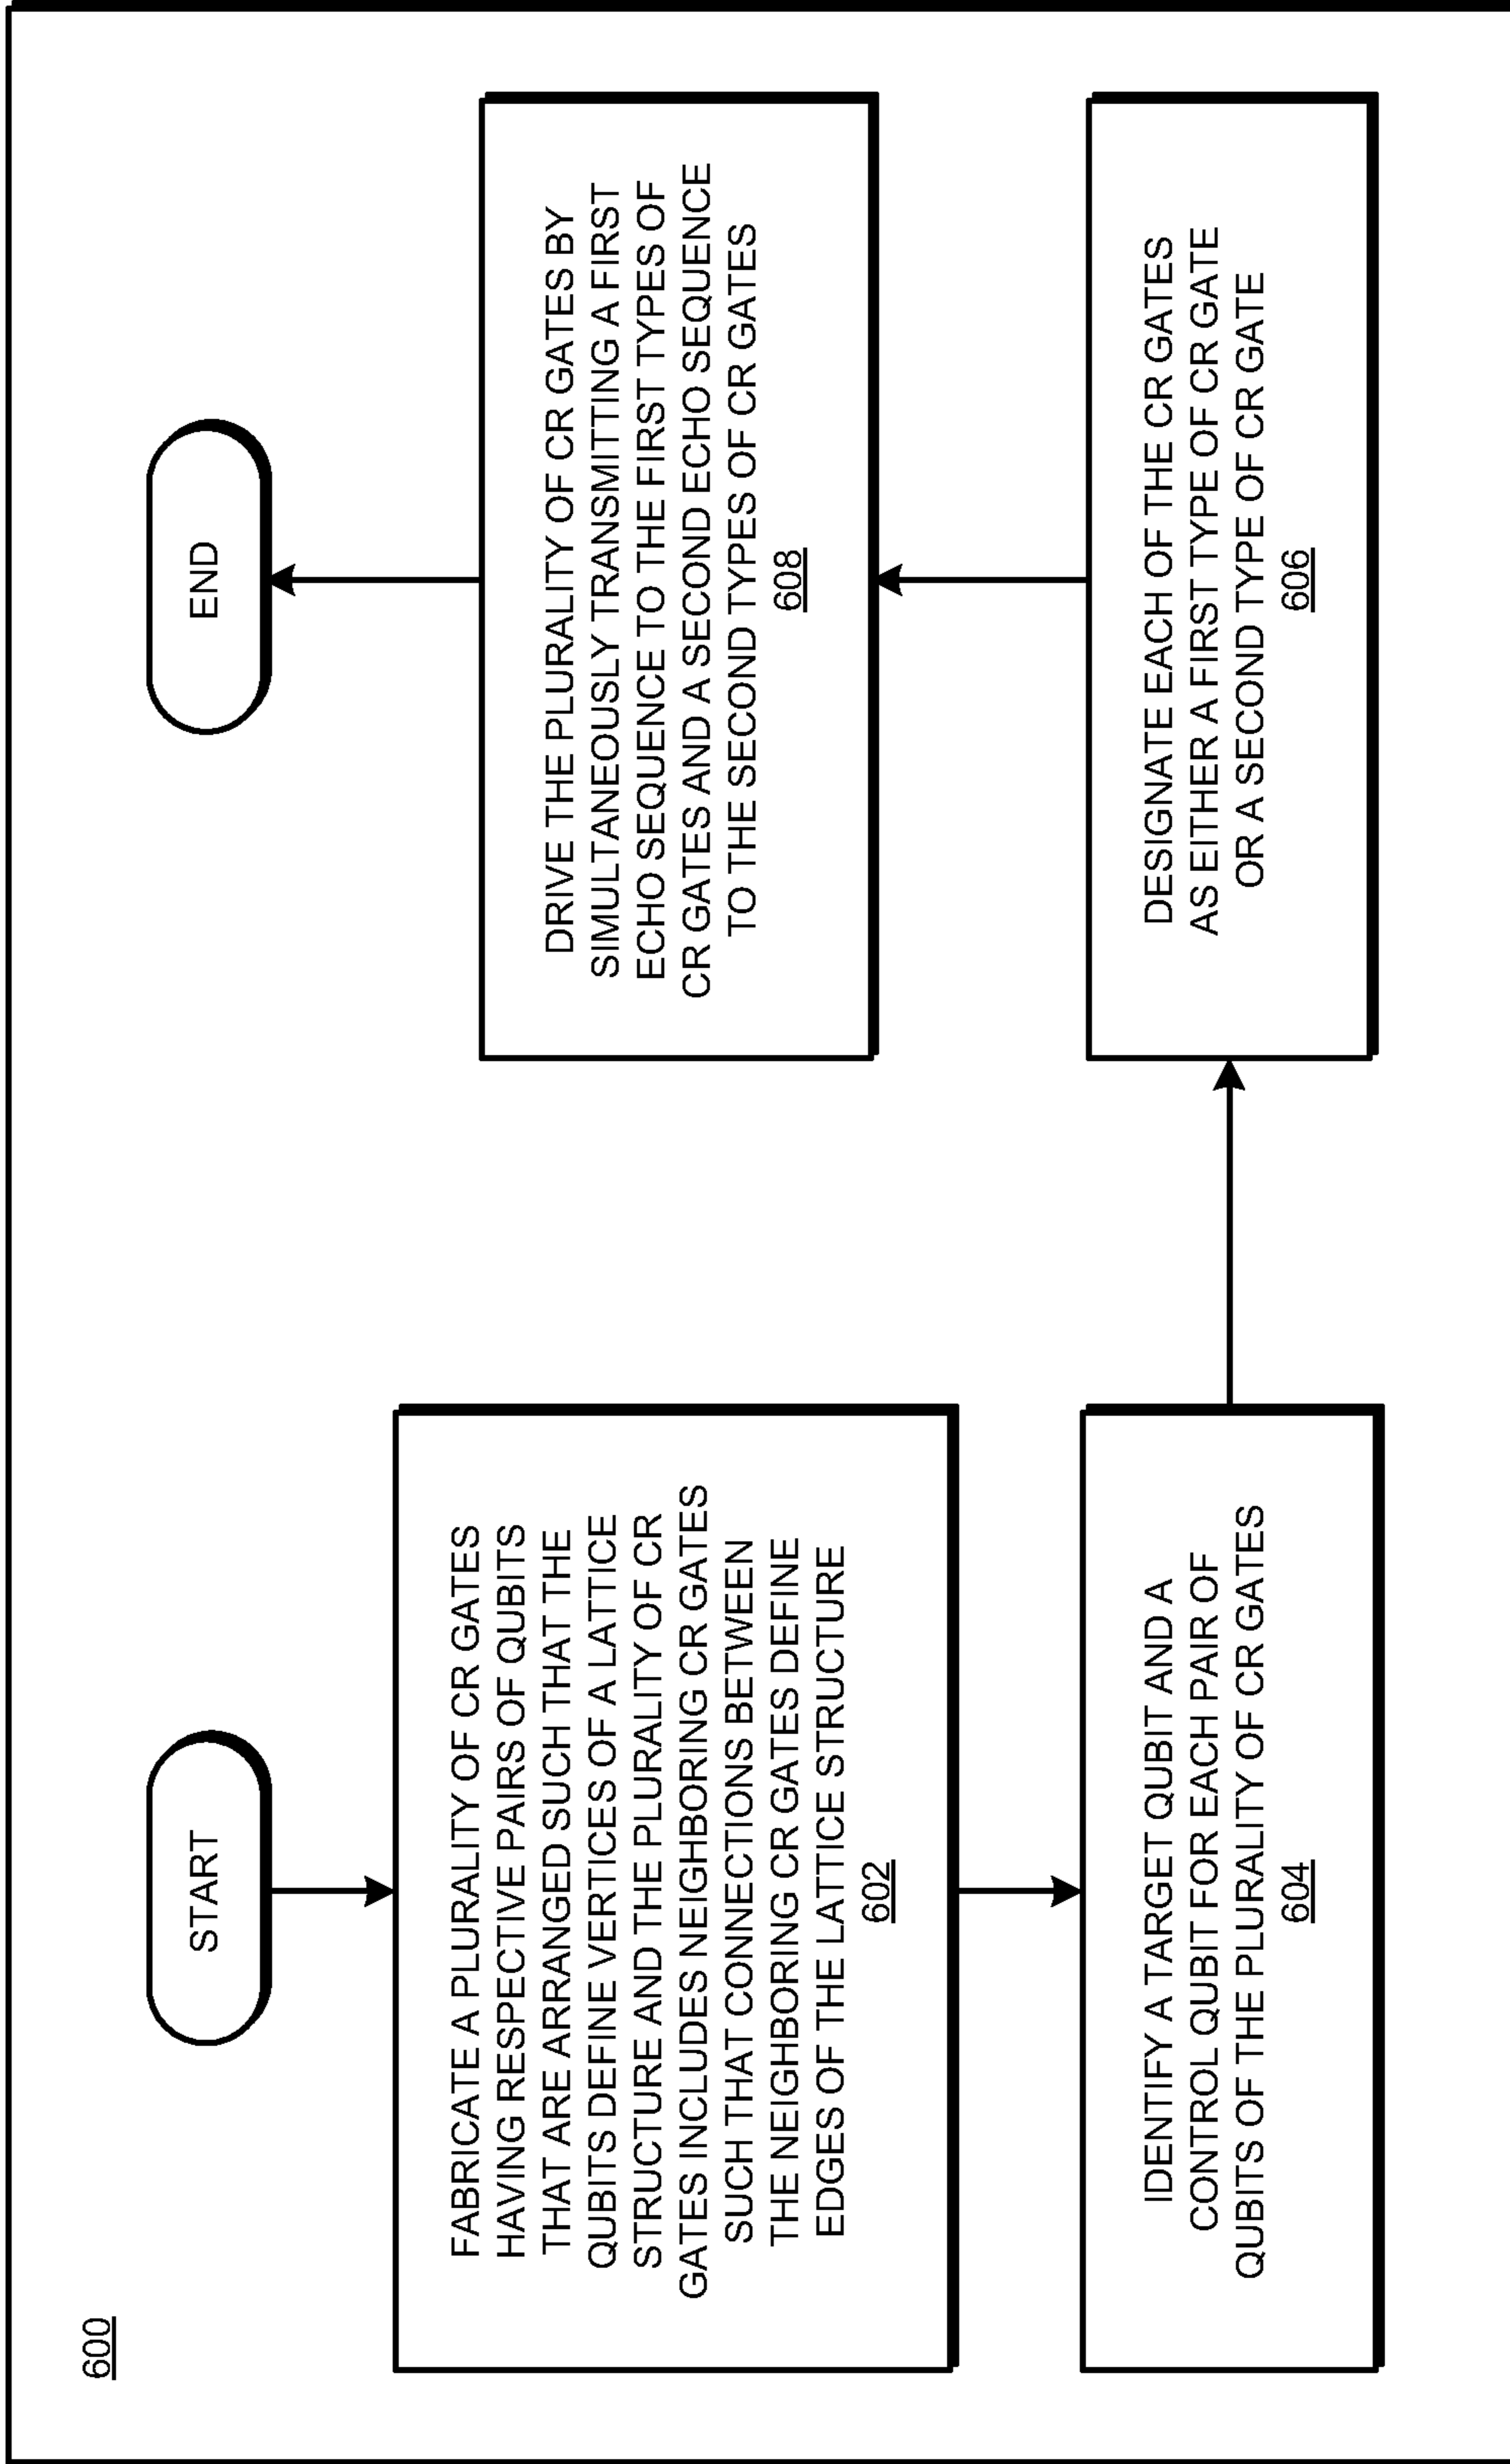 600
START
FABRICATE A PLURALITY OF CR GATES
HAVING RESPECTIVE PAIRS OF QUBITS
THAT ARE ARRANGED SUCH THAT THE
QUBITS DEFINE VERTICES OF A LATTICE
STRUCTURE AND THE PLURALITY OF CR
GATES INCLUDES NEIGHBORING CR GATES
SUCH THAT CONNECTIONS BETWEEN
THE NEIGHBORING CR GATES DEFINE
EDGES OF THE LATTICE STRUCTURE
602
IDENTIFY A TARGET QUBIT AND A
CONTROL QUBIT FOR EACH PAIR OF
QUBITS OF THE PLURALITY OF CR GATES
604
DESIGNATE EACH OF THE CR GATES
AS EITHER A FIRST TYPE OF CR GATE
OR A SECOND TYPE OF CR GATE
606
DRIVE THE PLURALITY OF CR GATES BY
SIMULTANEOUSLY TRANSMITTING A FIRST
ECHO SEQUENCE TO THE FIRST TYPES OF
CR GATES AND A SECOND ECHO SEQUENCE
TO THE SECOND TYPES OF CR GATES
608
END